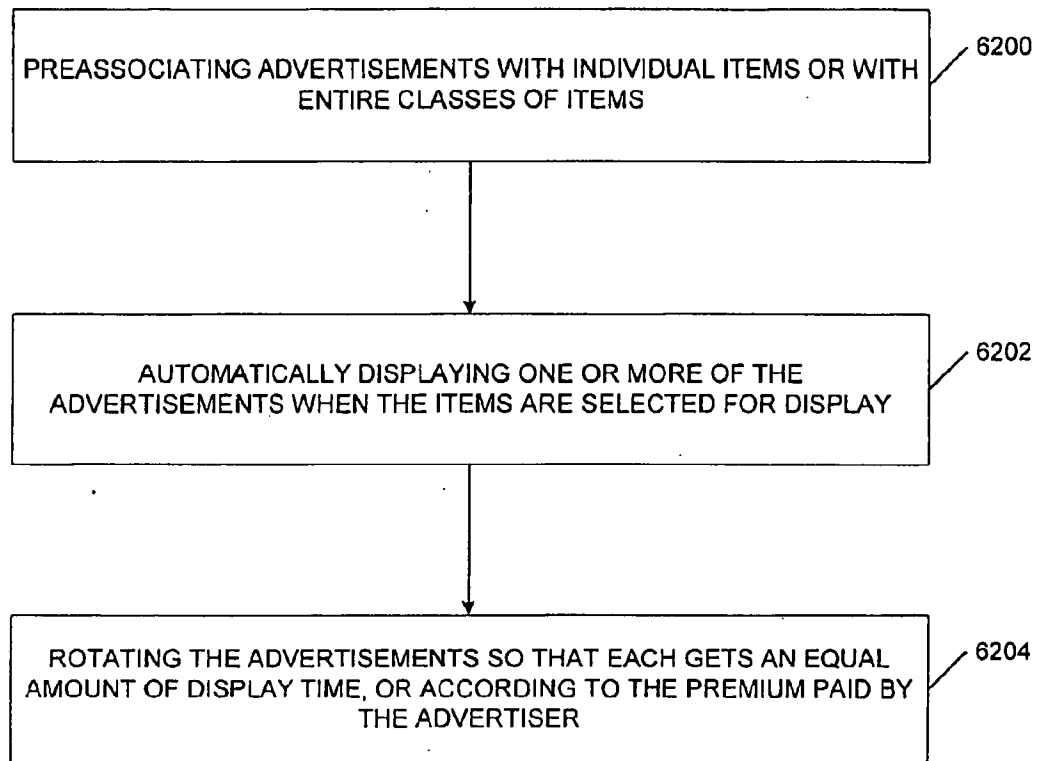 6200
PREASSOCIATING ADVERTISEMENTS WITH INDIVIDUAL ITEMS OR WITH
ENTIRE CLASSES OF ITEMS
6202
AUTOMATICALLY DISPLAYING ONE OR MORE OF THE
ADVERTISEMENTS WHEN THE ITEMS ARE SELECTED FOR DISPLAY
6204
ROTATING THE ADVERTISEMENTS SO THAT EACH GETS AN EQUAL
AMOUNT OF DISPLAY TIME, OR ACCORDING TO THE PREMIUM PAID BY
THE ADVERTISER